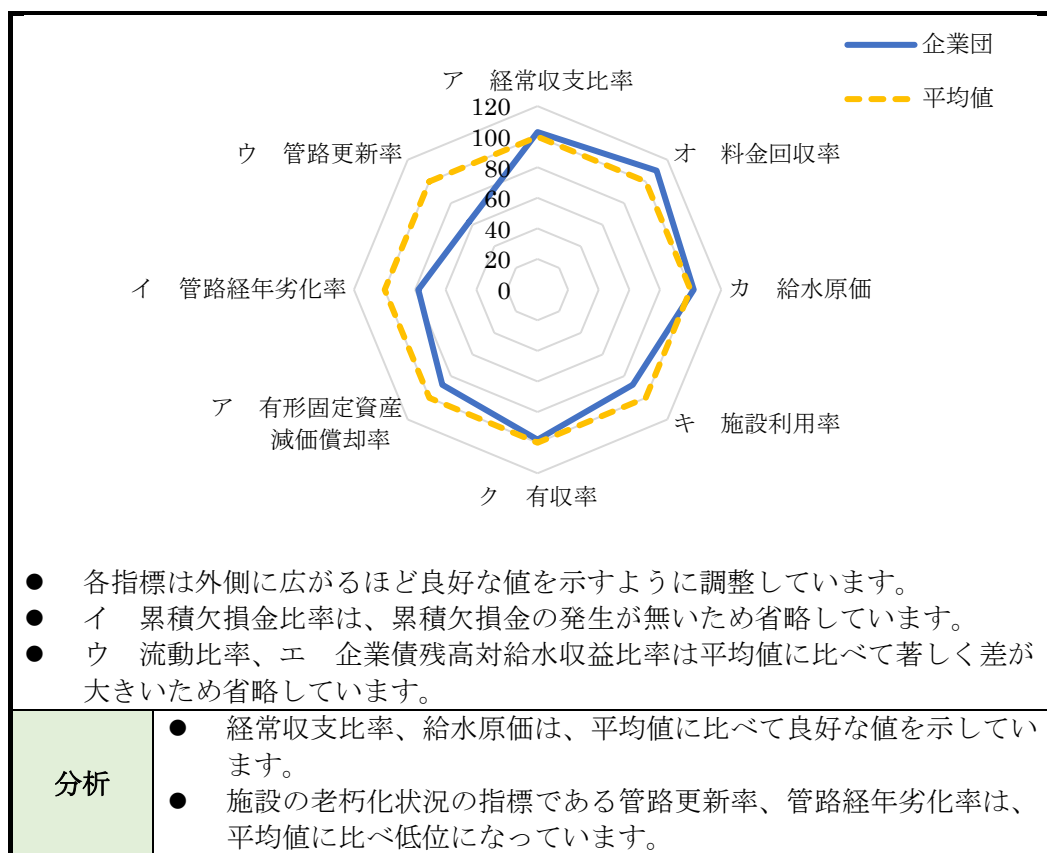 企業団
平均値
ア 経常収支比率
120
100
80
60
40
20
0
オ 料金回収率
カ 給水原価
キ 施設利用率
ク 有収率
ア 有形固定資産
減価償却率
イ 管路経年劣化率
ウ 管路更新率
● 各指標は外側に広がるほど良好な値を示すように調整しています。
● イ 累積欠損金比率は、累積欠損金の発生が無いため省略しています。
● ウ 流動比率、エ 企業債残高対給水収益比率は平均値に比べて著しく差が
大きいため省略しています。
分析
● 経常収支比率、給水原価は、平均値に比べて良好な値を示してい
ます。
● 施設の老朽化状況の指標である管路更新率、管路経年劣化率は、
平均値に比べ低位になっています。